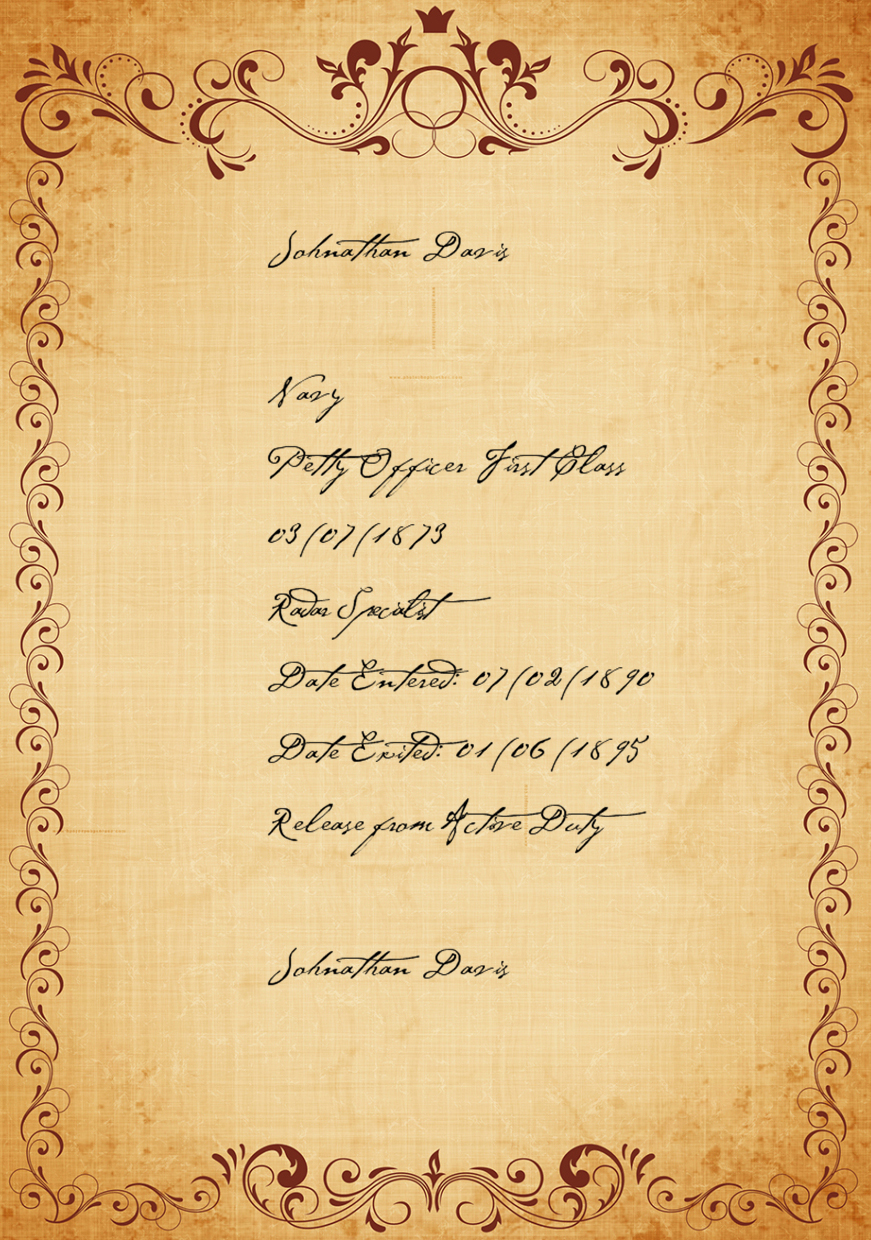 Johnathan Davis
Navy
Petty Officer First Class
03/07/1873
Radar Specialist
Date Entered: 07/02/1890
Date Exited: 01/06/1895
Release from Active Duty
Johnathan Davis